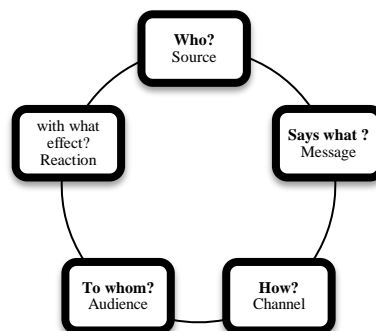 Who?
Source
Says what ?
Message
How?
Channel
To whom?
Audience
with what
effect?
Reaction